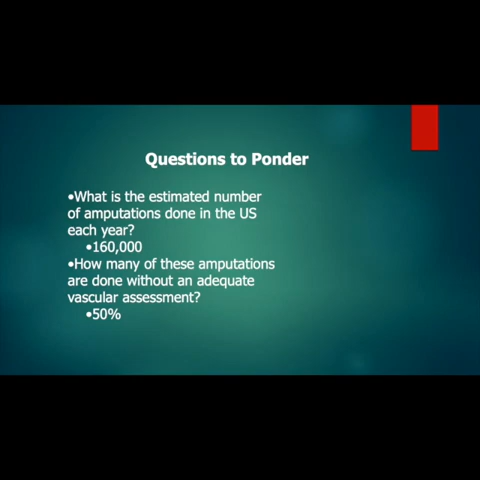 Questions to Ponder
•What is the estimated number
of amputations done in the US
each year?
•160,000
•How many of these amputations
are done without an adequate
vascular assessment?
•50%